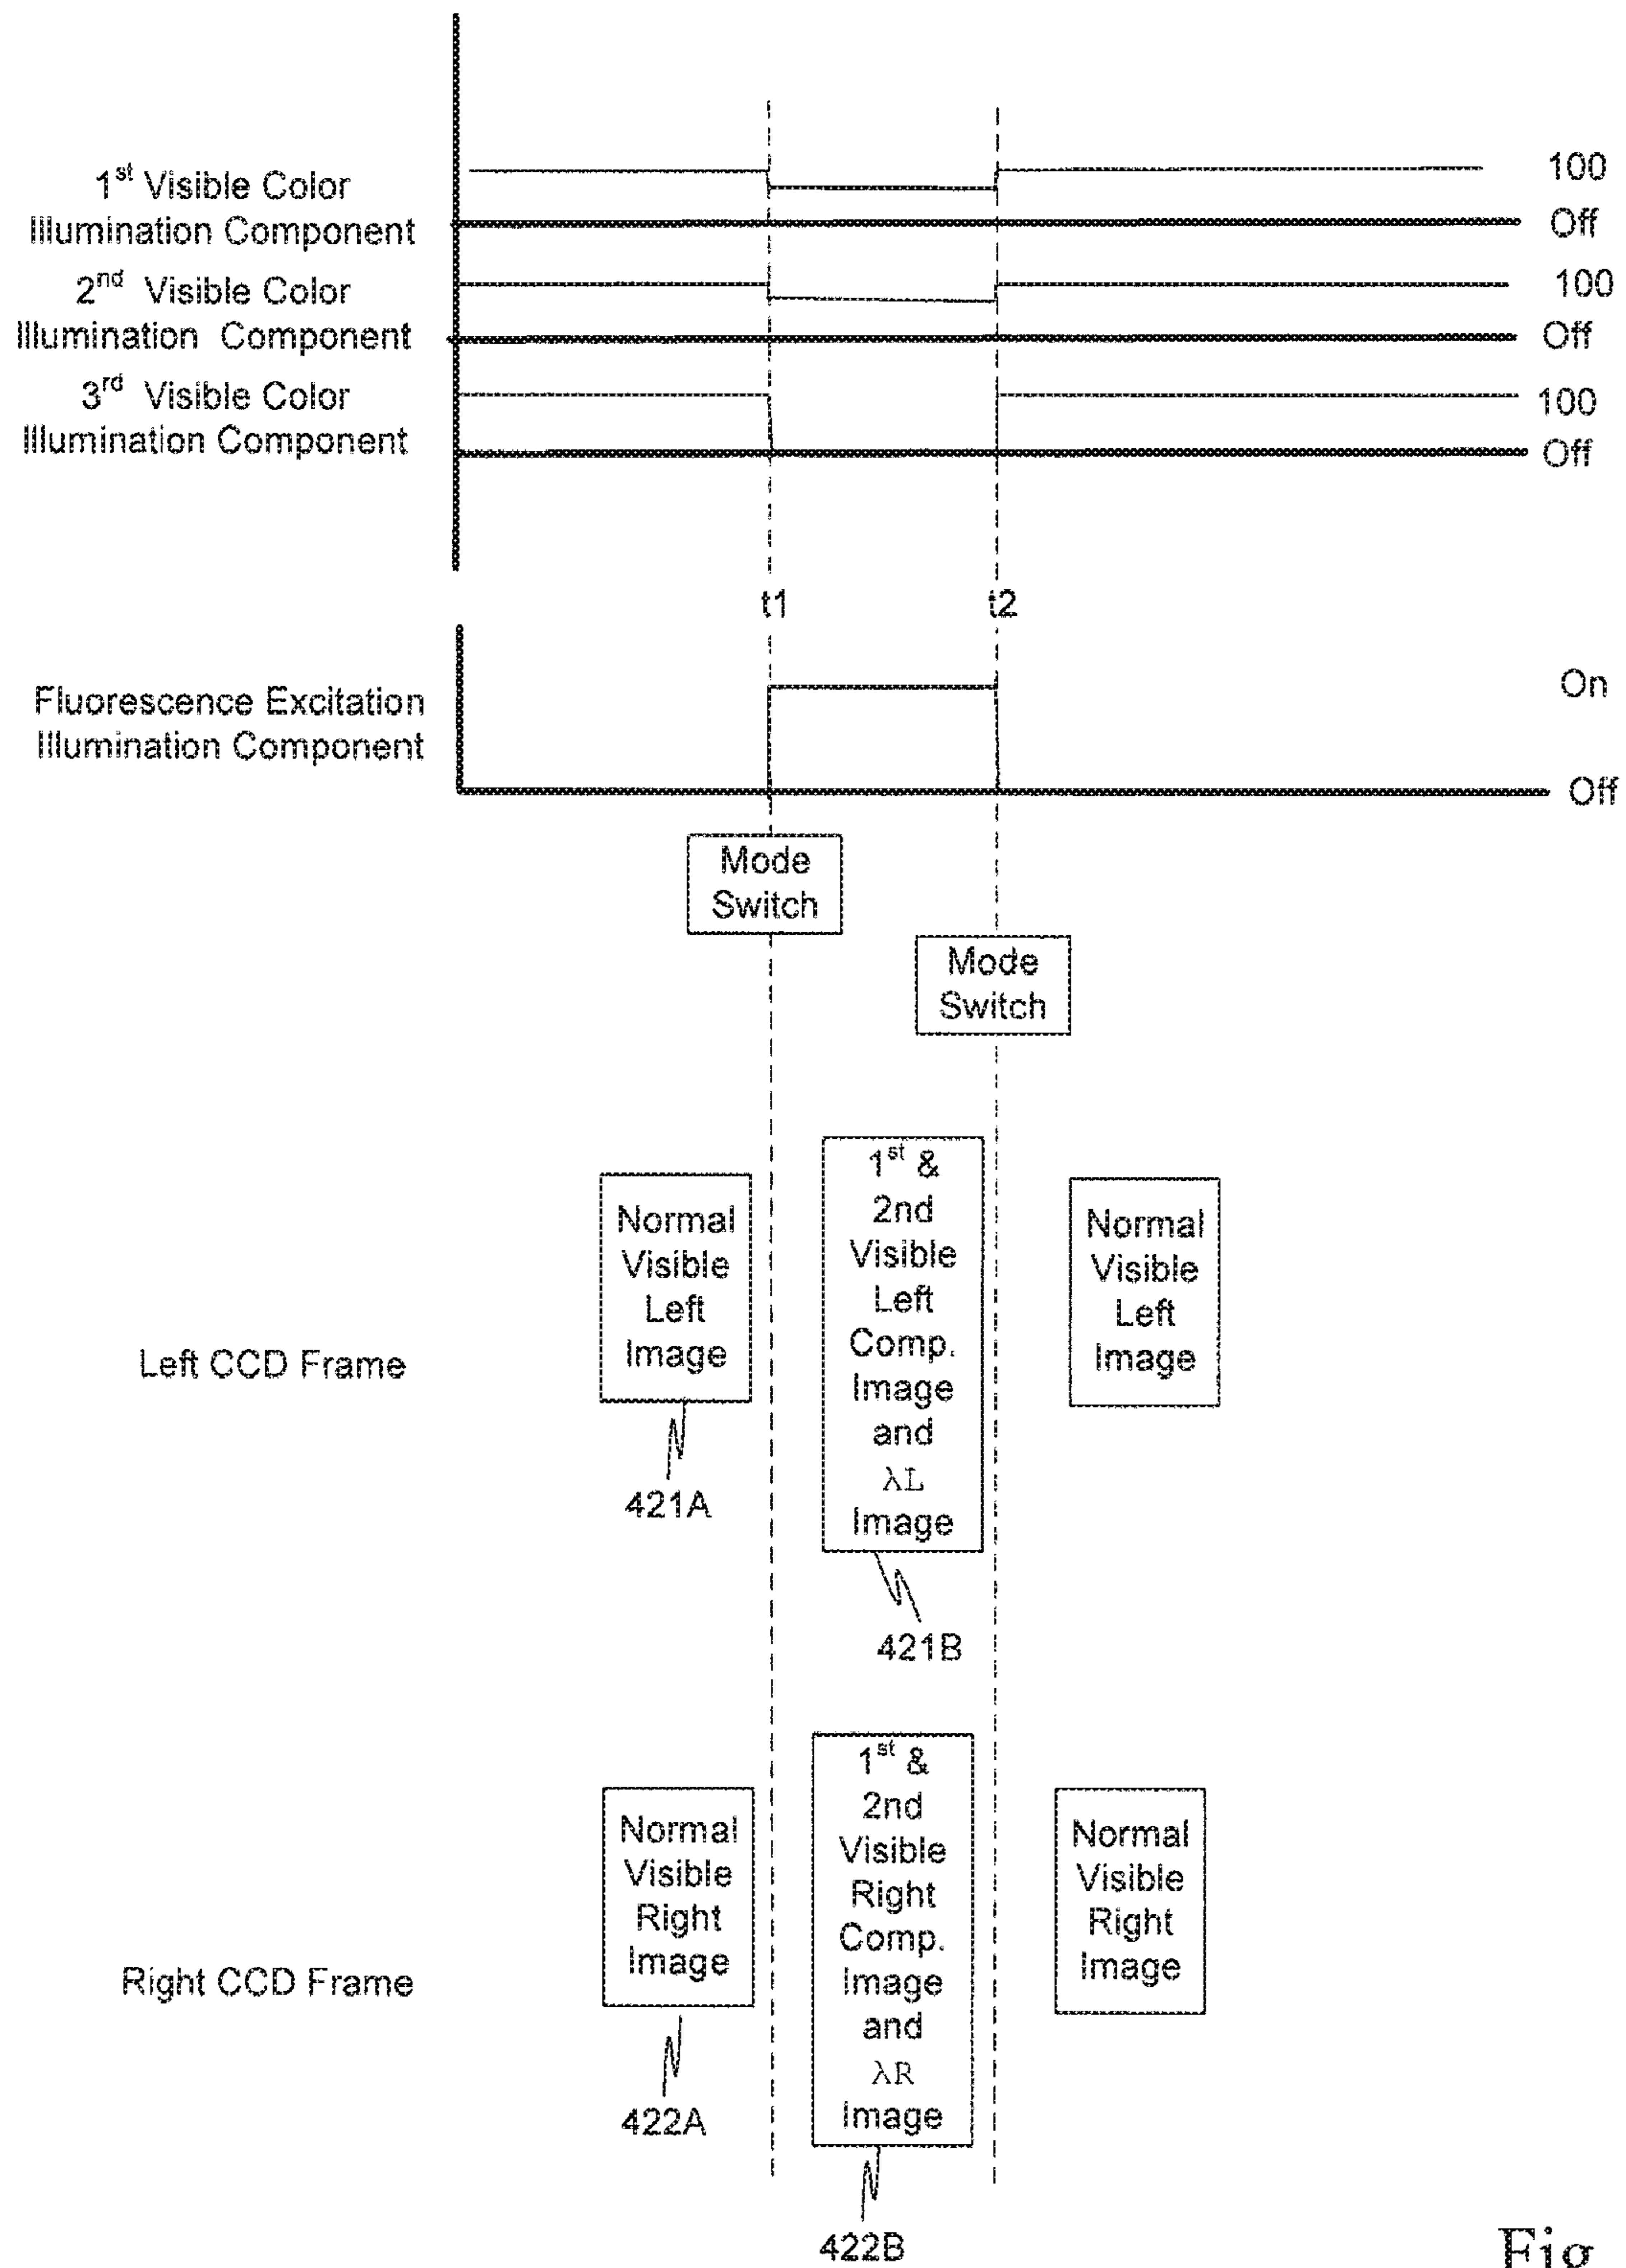 1st Visible Color
Illumination Component
100
Off
2nd Visible Color
Illumination Component
100
Off
3rd Visible Color
Illumination Component
100
Off
t1
t2
Fluorescence Excitation
Illumination Component
On
Off
Mode
Switch
Mode
Switch
Left CCD Frame
Normal
Visible
Left
Image
421A
1st &
2nd
Visible
Left
Comp.
Image
and
λL
Image
421B
Normal
Visible
Left
Image
Right CCD Frame
Normal
Visible
Right
Image
422A
1st &
2nd
Visible
Right
Comp.
Image
and
λR
Image
422B
Normal
Visible
Right
Image
Fig